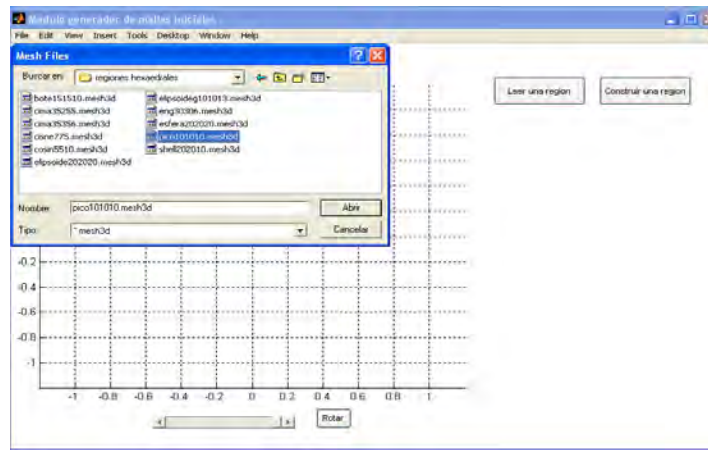 Modulo generador de mallas iniciales
File Edit View Insert Tools Desktop Window Help
Mesh Files
Buscar en: regiones hexaedrales
bote151510.mesh3d
cima35255.mesh3d
cima35356.mesh3d
cisne775.mesh3d
cosin5510.mesh3d
elipsoide202020.mesh3d
elipsoideg101013.mesh3d
esfera202020.mesh3d
pico101010.mesh3d
shell202010.mesh3d
Nombre: pico101010.mesh3d Abrir
Tipo: *.mesh3d Cancelar
Leer una region Construir una region
-0.2
-0.4
-0.6
-0.8
-1
-1 -0.8 -0.6 -0.4 -0.2 0 0.2 0.4 0.6 0.8 1
Rotar